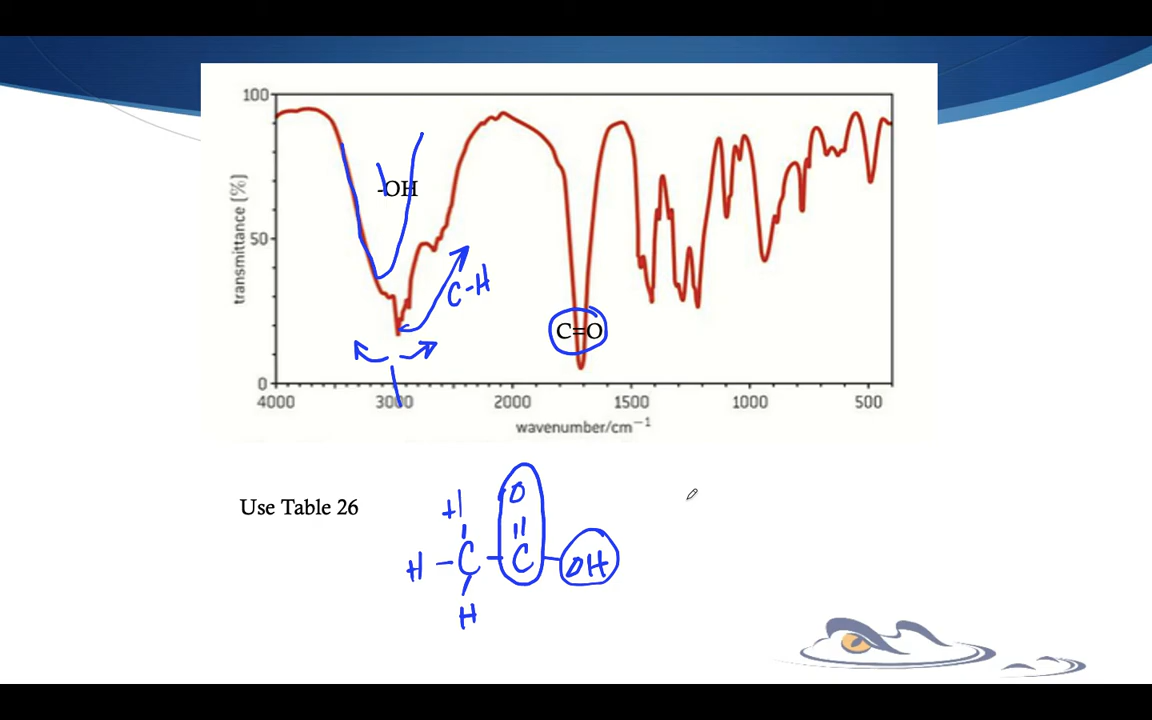 100
-OH
transmittance [%]
50
C-H
C=O
0
4000 3000 2000 1500 1000 500
wavenumber/cm⁻¹
Use Table 26
H O
H - C - C - OH
H